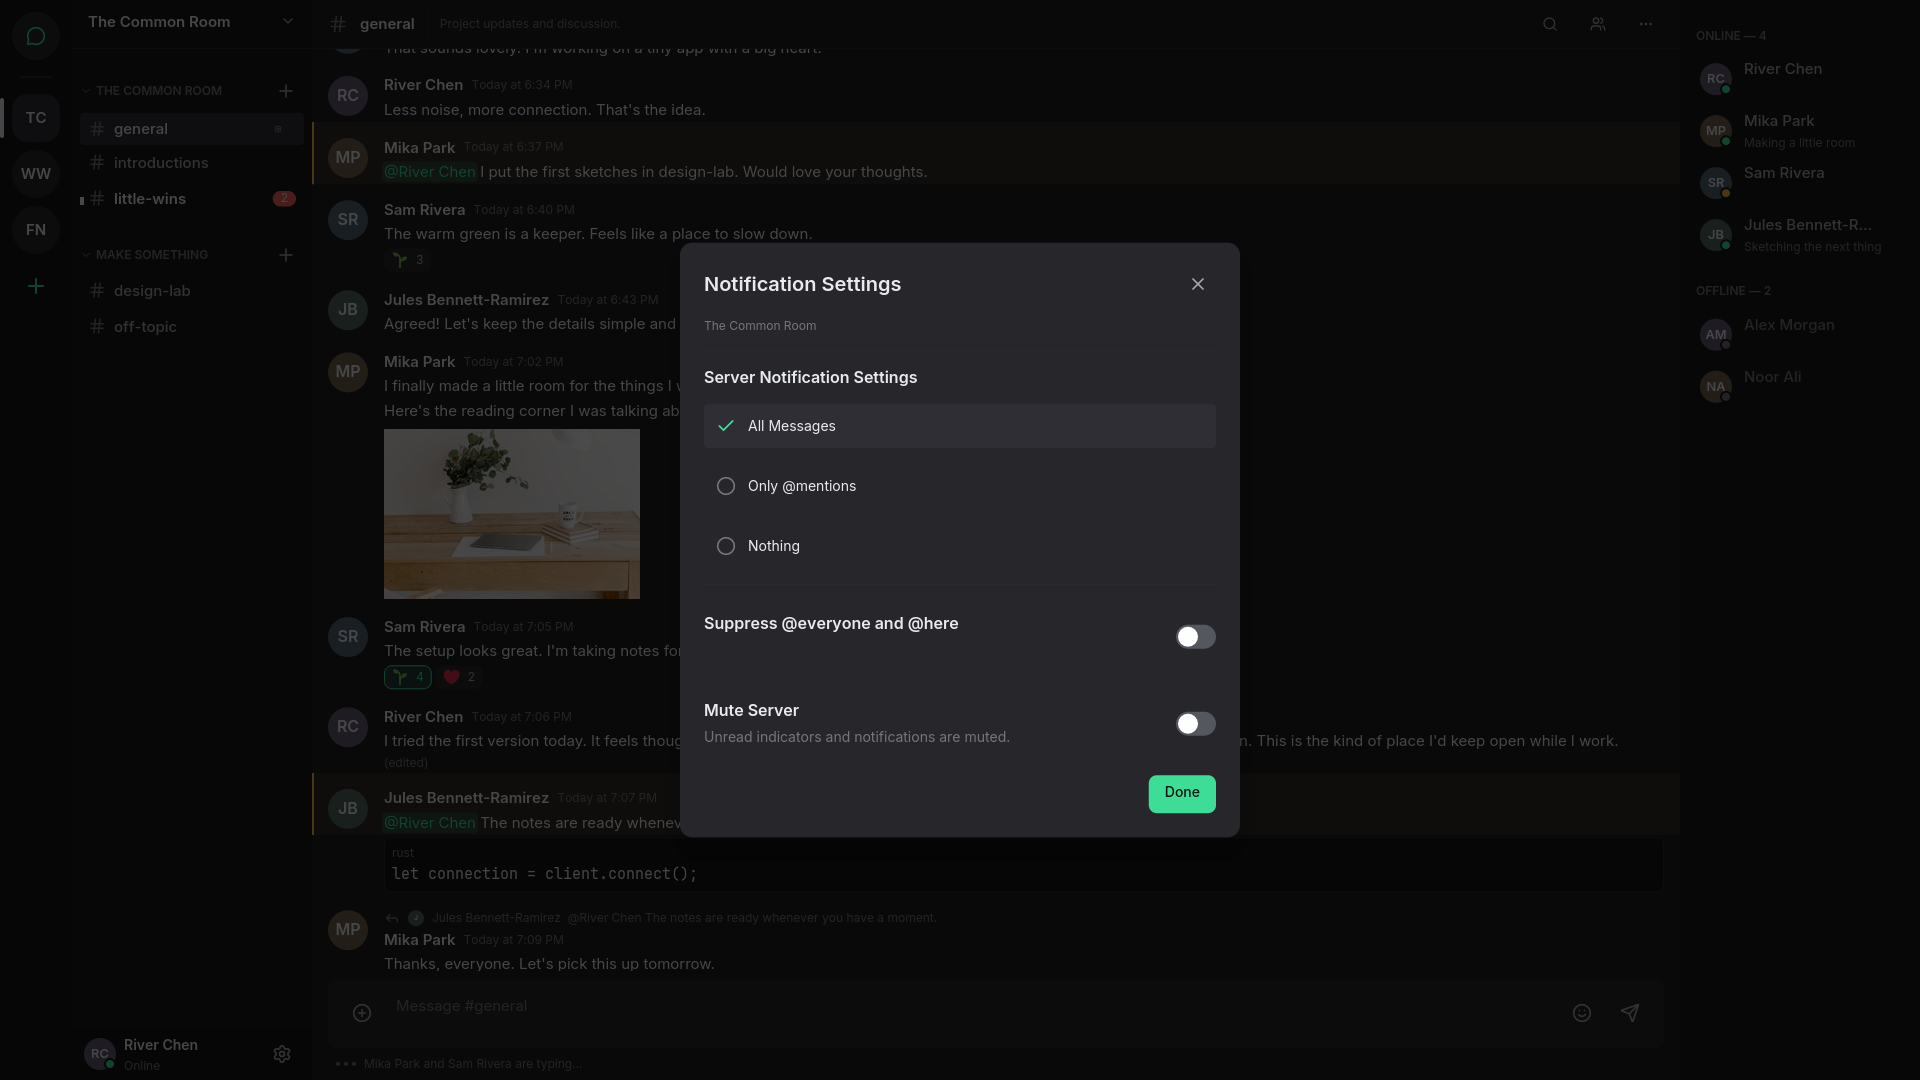 The Common Room
general
Project updates and discussion.
TC
WW
FN
THE COMMON ROOM
general
introductions
little-wins
2
MAKE SOMETHING
design-lab
off-topic
RC
River Chen
Online
That sounds lovely. I'm working on a tiny app with a big heart.
RC
River Chen Today at 6:34 PM
Less noise, more connection. That's the idea.
MP
Mika Park Today at 6:37 PM
@River Chen I put the first sketches in design-lab. Would love your thoughts.
SR
Sam Rivera Today at 6:40 PM
The warm green is a keeper. Feels like a place to slow down.
3
JB
Jules Bennett-Ramirez Today at 6:43 PM
Agreed! Let's keep the details simple and
MP
Mika Park Today at 7:02 PM
I finally made a little room for the things I w
Here's the reading corner I was talking ab
SR
Sam Rivera Today at 7:05 PM
The setup looks great. I'm taking notes for
4
2
RC
River Chen Today at 7:06 PM
I tried the first version today. It feels thoug
n. This is the kind of place I'd keep open while I work.
(edited)
JB
Jules Bennett-Ramirez Today at 7:07 PM
@River Chen The notes are ready whenev
rust
let connection = client.connect();
Jules Bennett-Ramirez @River Chen The notes are ready whenever you have a moment.
MP
Mika Park Today at 7:09 PM
Thanks, everyone. Let's pick this up tomorrow.
Message #general
Mika Park and Sam Rivera are typing...
Notification Settings
The Common Room
Server Notification Settings
All Messages
Only @mentions
Nothing
Suppress @everyone and @here
Mute Server
Unread indicators and notifications are muted.
Done
ONLINE — 4
RC
River Chen
MP
Mika Park
Making a little room
SR
Sam Rivera
JB
Jules Bennett-R...
Sketching the next thing
OFFLINE — 2
AM
Alex Morgan
NA
Noor Ali